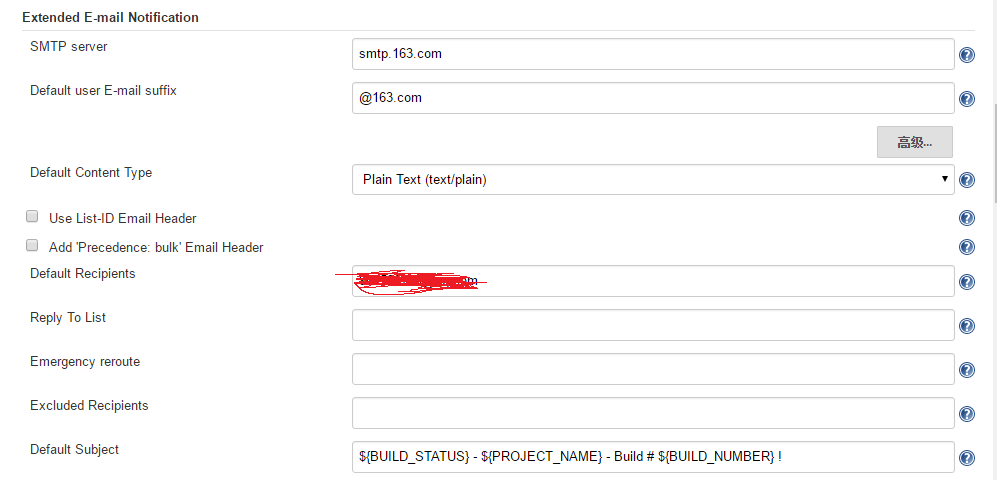 Extended E-mail Notification
SMTP server
smtp.163.com
Default user E-mail suffix
@163.com
高级...
Default Content Type
Plain Text (text/plain)
Use List-ID Email Header
Add 'Precedence: bulk' Email Header
Default Recipients
Reply To List
Emergency reroute
Excluded Recipients
Default Subject
${BUILD_STATUS} - ${PROJECT_NAME} - Build # ${BUILD_NUMBER} !